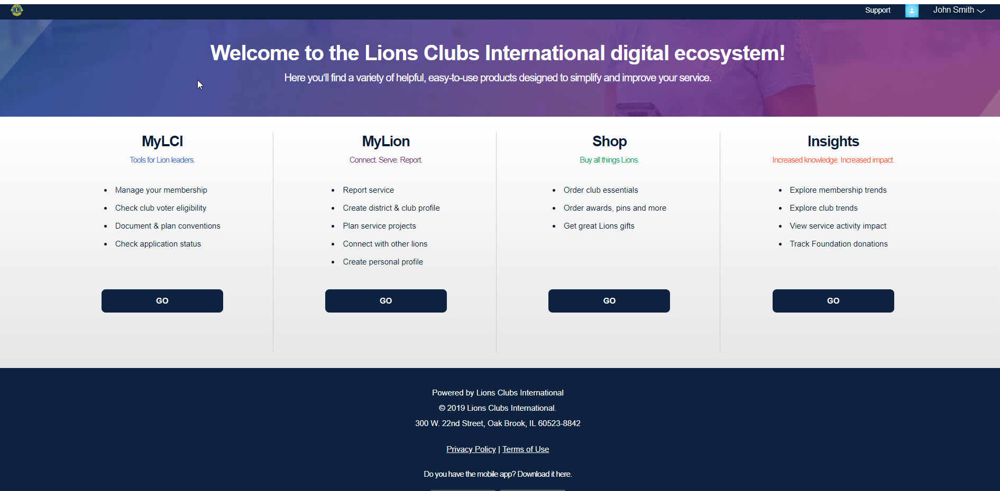 Support
John Smith
Welcome to the Lions Clubs International digital ecosystem!
Here you’ll find a variety of helpful, easy-to-use products designed to simplify and improve your service.
MyLCI
Tools for Lion leaders.
Manage your membership
Check club voter eligibility
Document & plan conventions
Check application status
GO
MyLion
Connect. Serve. Report.
Report service
Create district & club profile
Plan service projects
Connect with other lions
Create personal profile
GO
Shop
Buy all things Lions.
Order club essentials
Order awards, pins and more
Get great Lions gifts
GO
Insights
Increased knowledge. Increased impact.
Explore membership trends
Explore club trends
View service activity impact
Track Foundation donations
GO
Powered by Lions Clubs International
© 2019 Lions Clubs International.
300 W. 22nd Street, Oak Brook, IL 60523-8842
Privacy Policy | Terms of Use
Do you have the mobile app? Download it here.